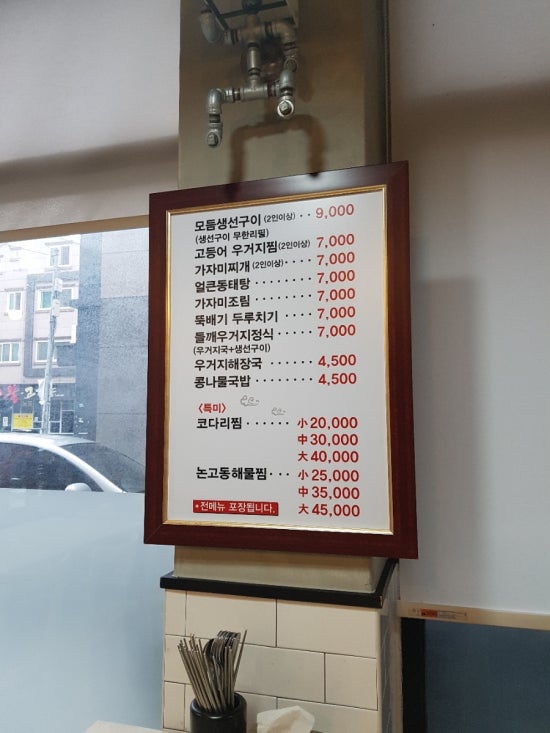 모듬생선구이 (2인이상) ·· 9,000
(생선구이 무한리필)
고등어 우거지찜 (2인이상) 7,000
가자미찌개 (2인이상) ···· 7,000
얼큰동태탕 ········ 7,000
가자미조림 ········ 7,000
뚝배기 두루치기 ···· 7,000
들깨우거지정식 ····· 7,000
(우거지국+생선구이)
우거지해장국 ······ 4,500
콩나물국밥 ········ 4,500
<특미>
코다리찜 ······ 小 20,000
中 30,000
大 40,000
논고동해물찜 ··· 小 25,000
中 35,000
大 45,000
*전메뉴 포장됩니다.